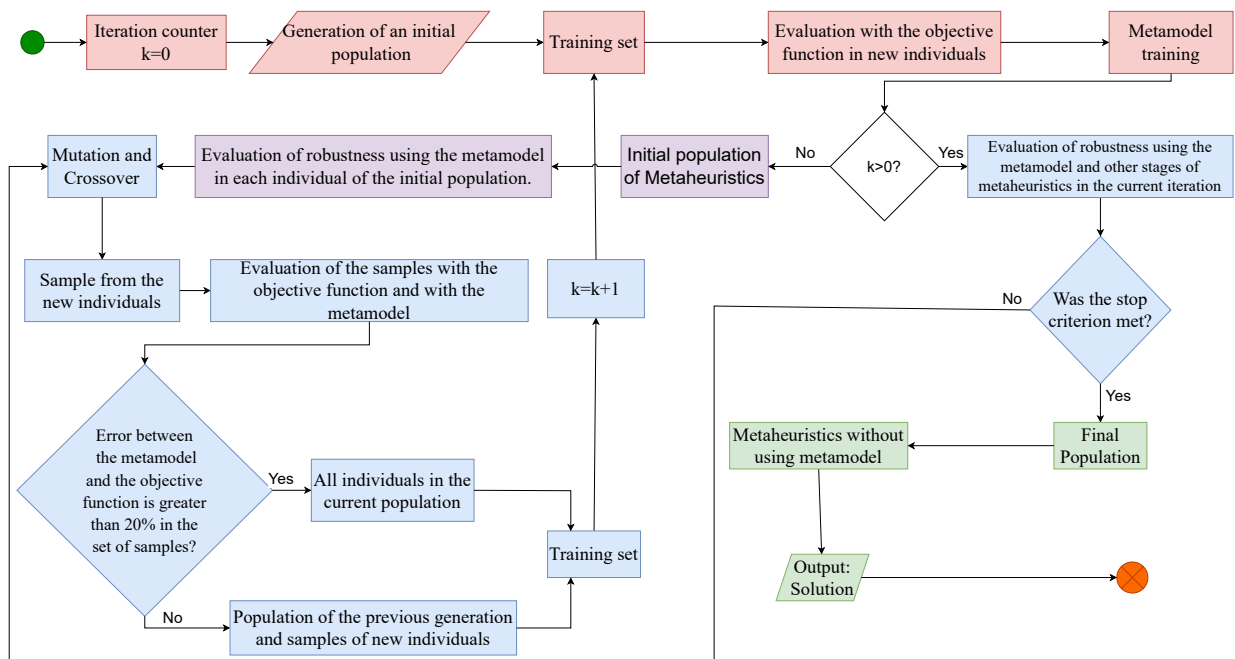 Iteration counter
k=0
Generation of an initial
population
Training set
Evaluation with the objective
function in new individuals
Metamodel
training
Mutation and
Crossover
Evaluation of robustness using the metamodel
in each individual of the initial population.
Initial population
of Metaheuristics
No
k>0?
Yes
Evaluation of robustness using the
metamodel and other stages of
metaheuristics in the current iteration
Sample from the
new individuals
Evaluation of the samples with the
objective function and with the
metamodel
k=k+1
No
Was the stop
criterion met?
Yes
Error between
the metamodel
and the objective
function is greater
than 20% in the
set of samples?
Yes
All individuals in the
current population
Training set
No
Population of the previous generation
and samples of new individuals
Metaheuristics without
using metamodel
Final
Population
Output:
Solution